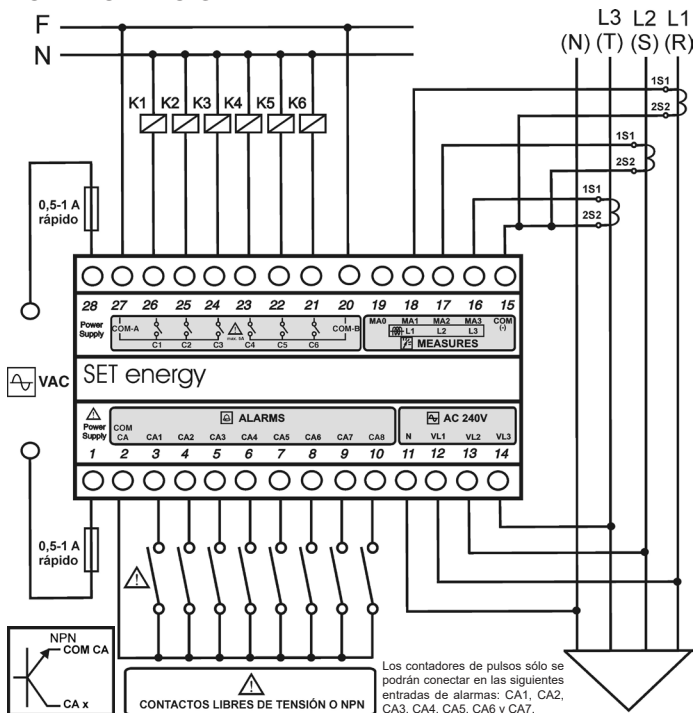 F
N
L3 L2 L1
(N) (T) (S) (R)
1S1
2S2
1S1
2S2
1S1
2S2
K1 K2 K3 K4 K5 K6
0,5-1 A
rápido
28 27 26 25 24 23 22 21 20 19 18 17 16 15
Power
Supply
COM-A
C1 C2 C3 C4 C5 C6
max. 5A
COM-B
MA0 MA1 MA2 MA3 COM
L1 L2 L3 (-)
MEASURES
VAC
SET energy
Power
Supply
ALARMS
COM
CA CA1 CA2 CA3 CA4 CA5 CA6 CA7 CA8
AC 240V
N VL1 VL2 VL3
1 2 3 4 5 6 7 8 9 10 11 12 13 14
0,5-1 A
rápido
NPN
COM CA
CA x
CONTACTOS LIBRES DE TENSIÓN O NPN
Los contadores de pulsos sólo se
podrán conectar en las siguientes
entradas de alarmas: CA1, CA2,
CA3, CA4, CA5, CA6 y CA7.